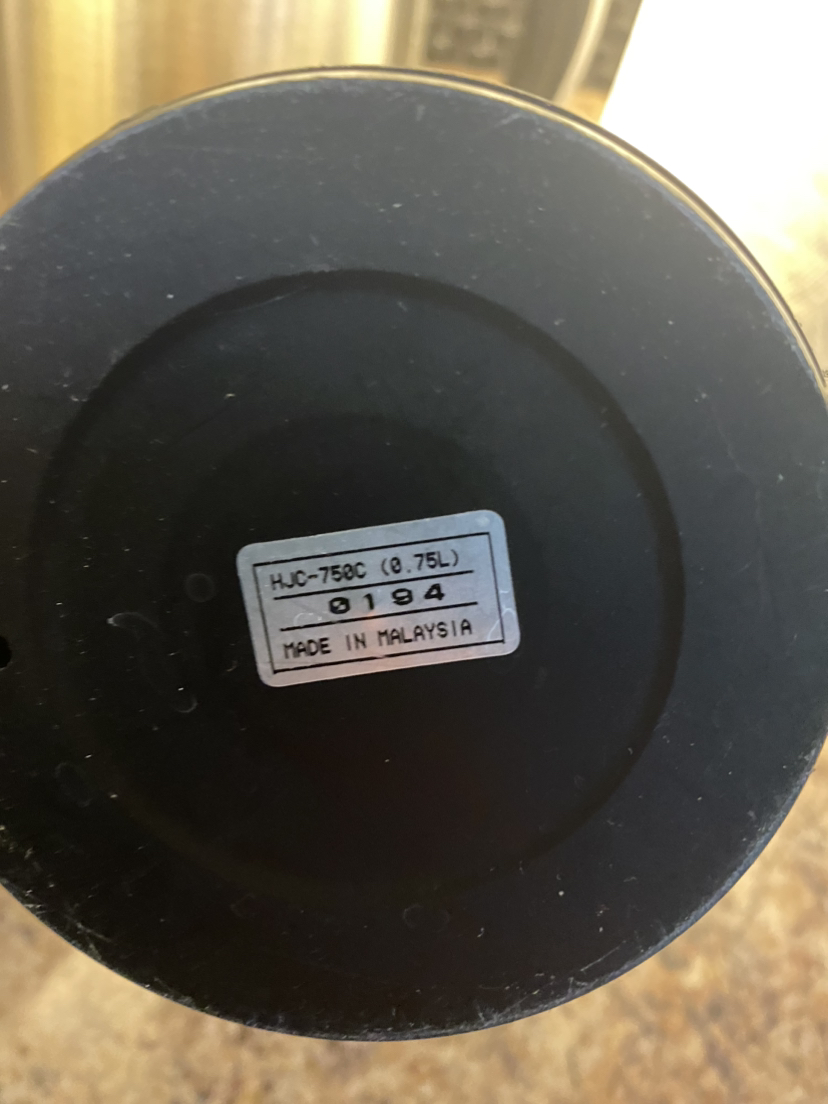 HJC-750C (0.75L)
0194
MADE IN MALAYSIA